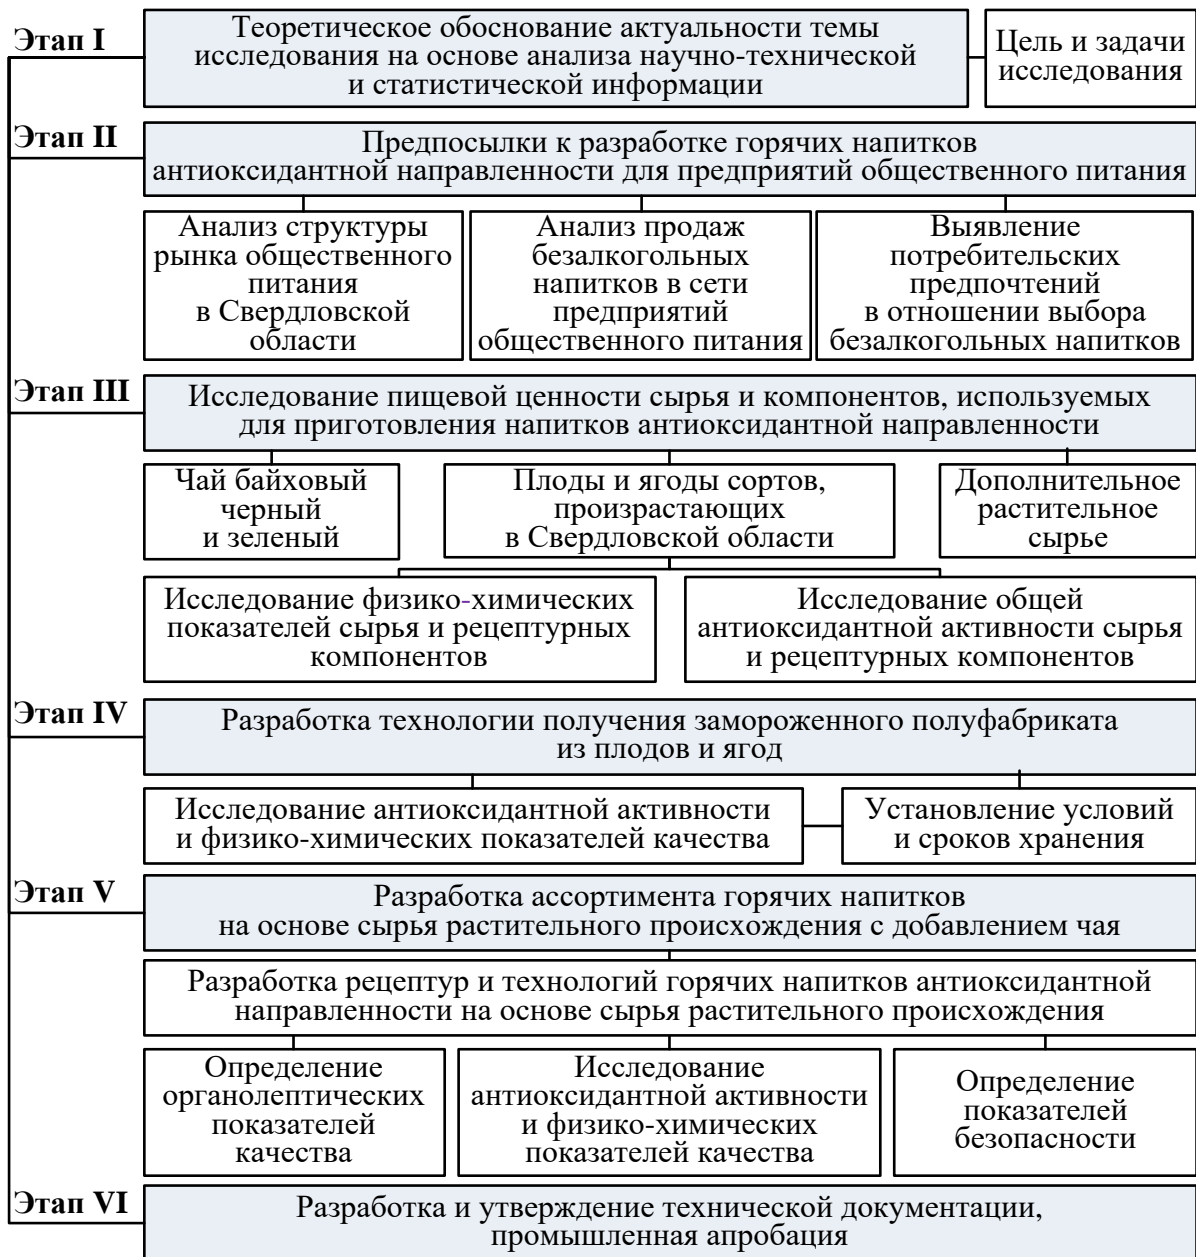 Этап I
Теоретическое обоснование актуальности темы
исследования на основе анализа научно-технической
и статистической информации
Цель и задачи
исследования
Этап II
Предпосылки к разработке горячих напитков
антиоксидантной направленности для предприятий общественного питания
Анализ структуры
рынка общественного
питания
в Свердловской
области
Анализ продаж
безалкогольных
напитков в сети
предприятий
общественного питания
Выявление
потребительских
предпочтений
в отношении выбора
безалкогольных напитков
Этап III
Исследование пищевой ценности сырья и компонентов, используемых
для приготовления напитков антиоксидантной направленности
Чай байховый
черный
и зеленый
Плоды и ягоды сортов,
произрастающих
в Свердловской области
Дополнительное
растительное
сырье
Исследование физико-химических
показателей сырья и рецептурных
компонентов
Исследование общей
антиоксидантной активности сырья
и рецептурных компонентов
Этап IV
Разработка технологии получения замороженного полуфабриката
из плодов и ягод
Исследование антиоксидантной активности
и физико-химических показателей качества
Установление условий
и сроков хранения
Этап V
Разработка ассортимента горячих напитков
на основе сырья растительного происхождения с добавлением чая
Разработка рецептур и технологий горячих напитков антиоксидантной
направленности на основе сырья растительного происхождения
Определение
органолептических
показателей
качества
Исследование
антиоксидантной активности
и физико-химических
показателей качества
Определение
показателей
безопасности
Этап VI
Разработка и утверждение технической документации,
промышленная апробация